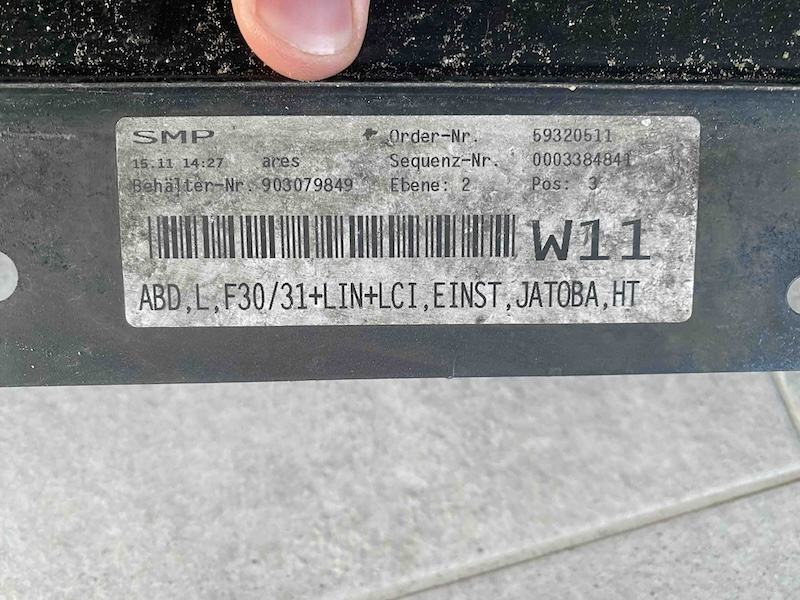 SMP
Order-Nr. 59320511
15.11 14:27 ares Sequenz-Nr. 0003384841
Behälter-Nr. 903079849 Ebene: 2 Pos: 3
W11
ABD,L,F30/31+LIN+LCI,EINST,JATOBA,HT